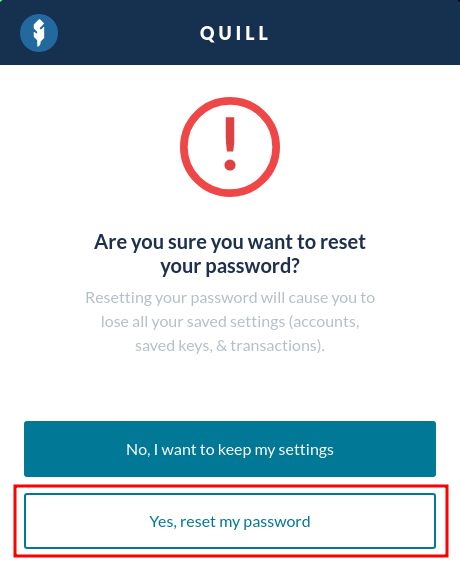 QUILL
Are you sure you want to reset
your password?
Resetting your password will cause you to
lose all your saved settings (accounts,
saved keys, & transactions).
No, I want to keep my settings
Yes, reset my password